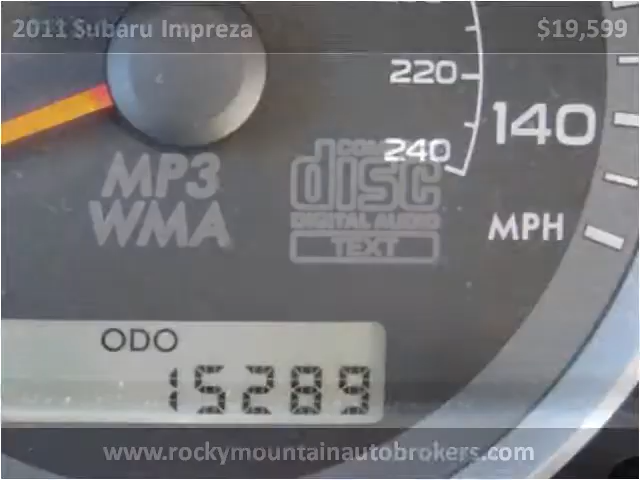 2011 Subaru Impreza
$19,599
220
240
140
MPH
MP3
WMA
disc
DIGITAL AUDIO
TEXT
ODO
15289
www.rockymountainautobrokers.com